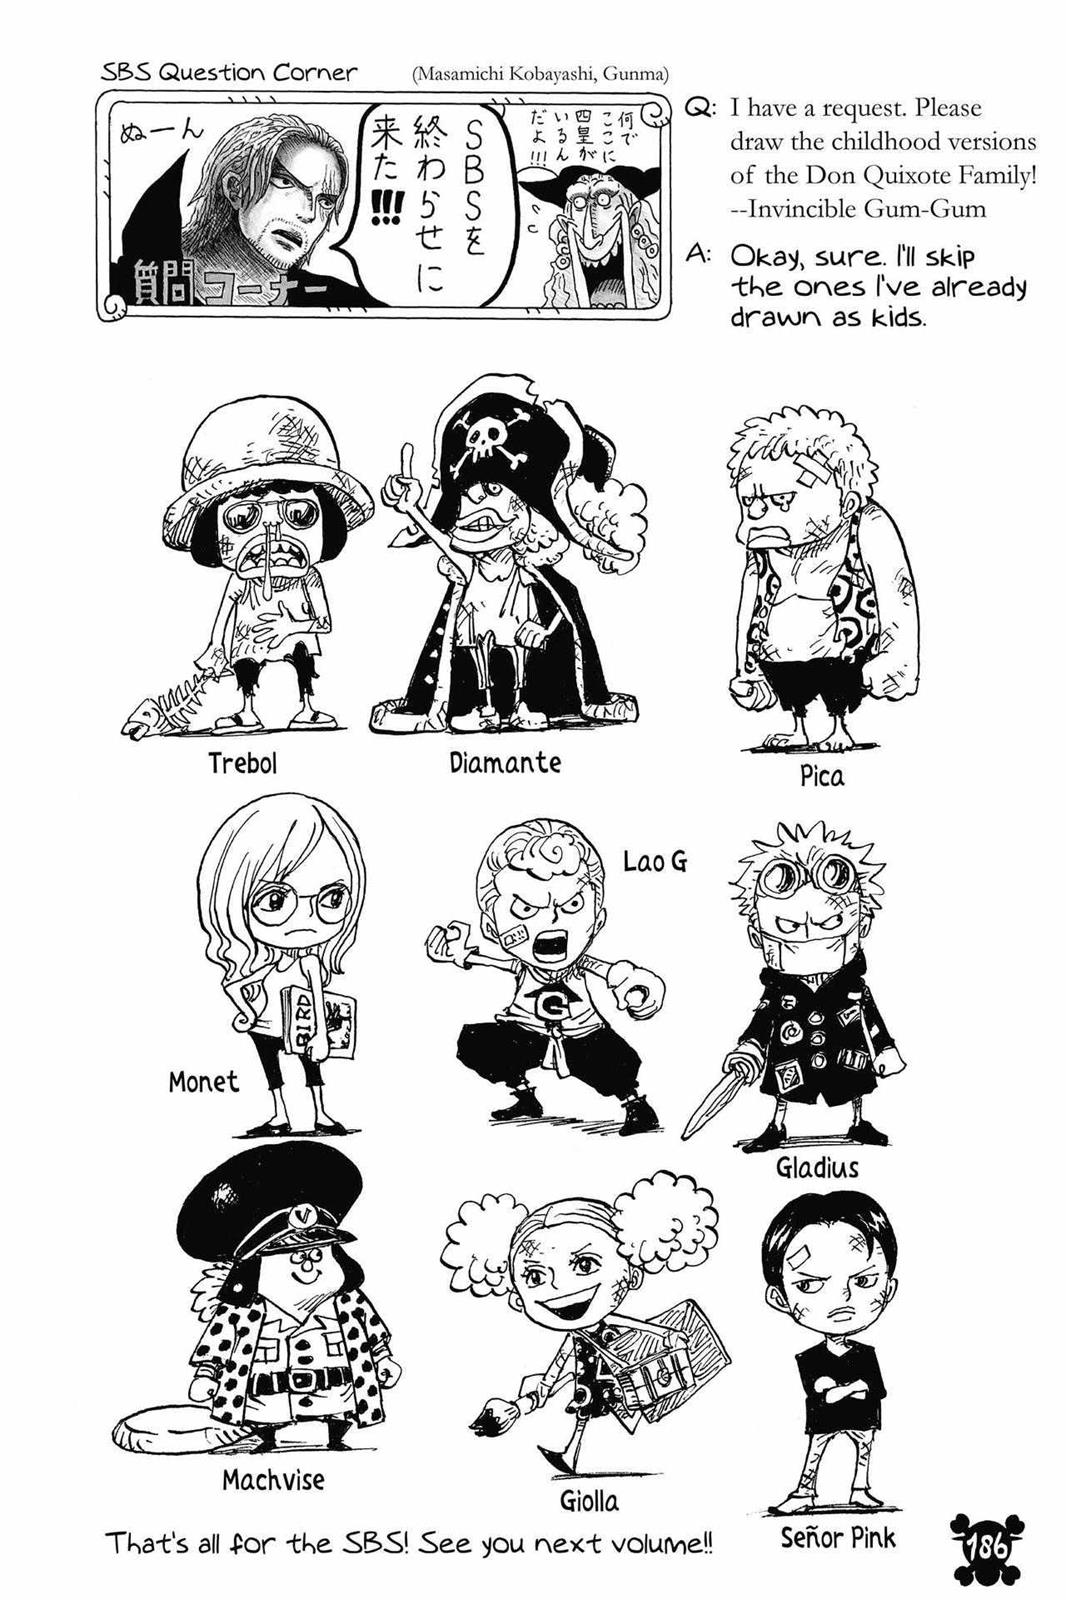 SBS Question Corner
(Masamichi Kobayashi, Gunma)
ぬーん
SBSを
終わらせに
来た!!!
何で
ここに
四皇が
いるん
だよ!!!
質問コーナー
Q: I have a request. Please
draw the childhood versions
of the Don Quixote Family!
--Invincible Gum-Gum
A: Okay, sure. I'll skip
the ones I've already
drawn as kids.
Trebol
Diamante
Pica
BIRD
Monet
G
Lao G
Gladius
V
Machvise
Giolla
Señor Pink
That's all for the SBS! See you next volume!!
186